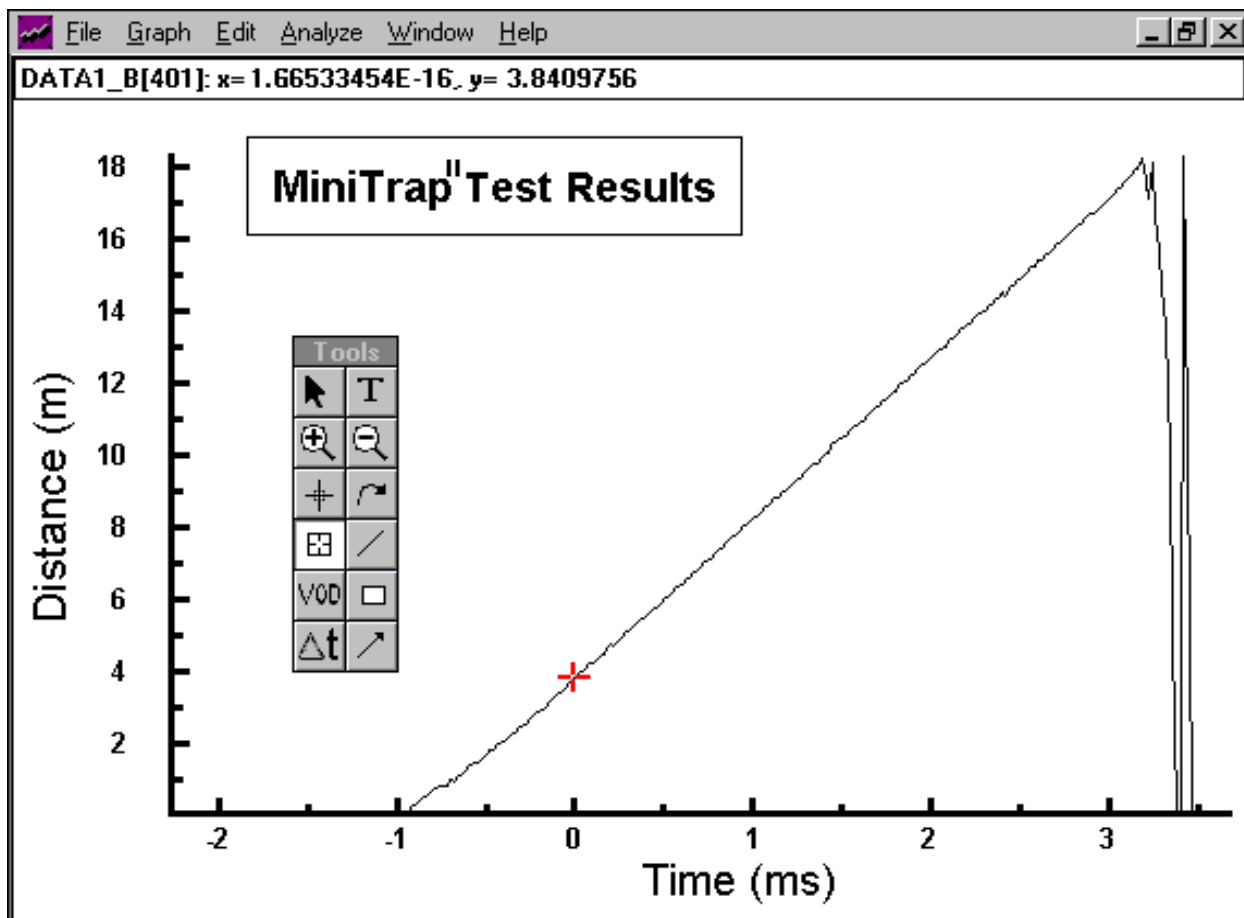 File Graph Edit Analyze Window Help
DATA1_B[401]: x= 1.66533454E-16, y= 3.8409756
MiniTrap" Test Results
18
16
14
12
10
8
6
4
2
Distance (m)
Tools
T
VOD
Δt
-2 -1 0 1 2 3
Time (ms)